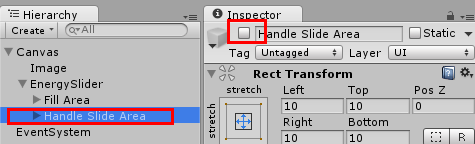 Hierarchy
Create
All
Canvas
Image
EnergySlider
Fill Area
Handle Slide Area
EventSystem
Inspector
Handle Slide Area
Static
Tag Untagged Layer UI
Rect Transform
stretch
Left Top Pos Z
10 10 0
stretch
Right Bottom
10 10 R